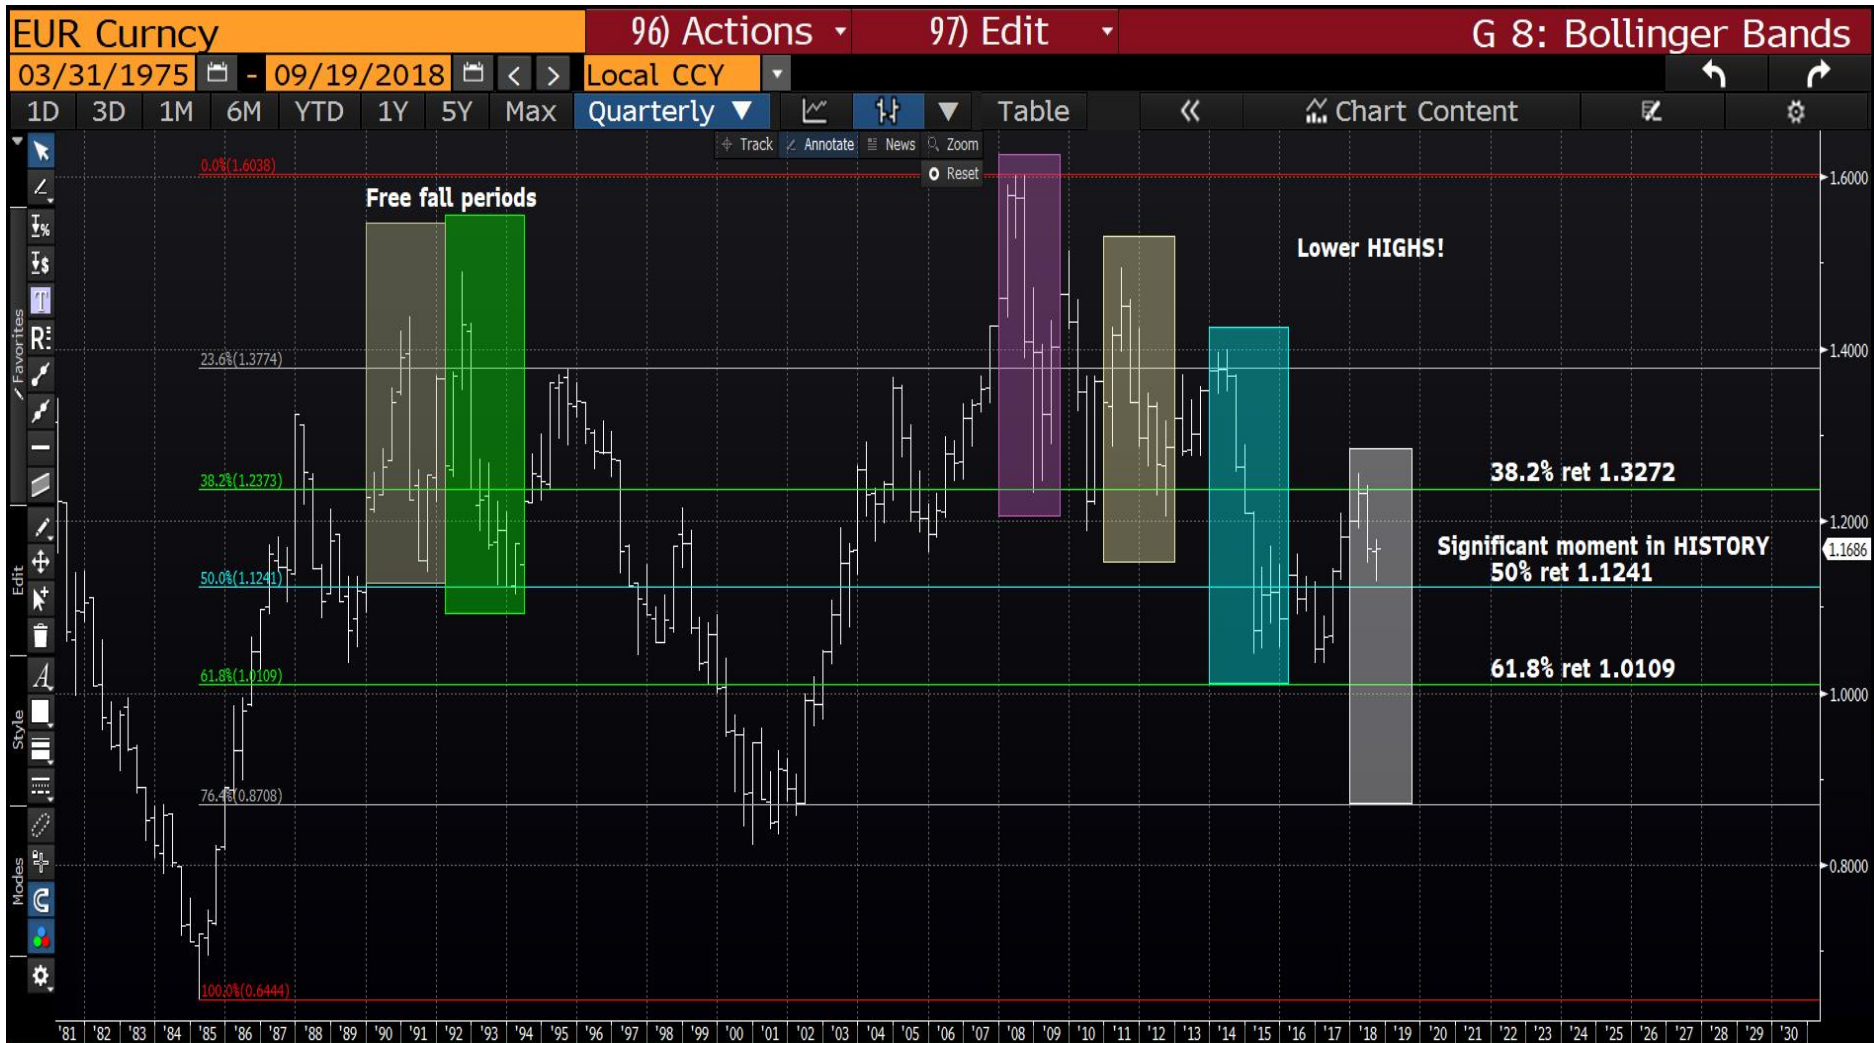 EUR Curncy 96) Actions 97) Edit G 8: Bollinger Bands
03/31/1975 - 09/19/2018 < > Local CCY
1D 3D 1M 6M YTD 1Y 5Y Max Quarterly Table « Chart Content
Track Annotate News Zoom
Reset
0.0%(1.6038)
1.6000
Free fall periods
Lower HIGHS!
23.6%(1.3774)
1.4000
38.2%(1.2373)
38.2% ret 1.3272
1.2000
Significant moment in HISTORY
1.1686
50.0%(1.1241)
50% ret 1.1241
61.8%(1.0109)
61.8% ret 1.0109
1.0000
76.4%(0.8708)
0.8000
100.0%(0.6444)
Favorites
Edit
Style
Modes
%
$
T
R
A
'81 '82 '83 '84 '85 '86 '87 '88 '89 '90 '91 '92 '93 '94 '95 '96 '97 '98 '99 '00 '01 '02 '03 '04 '05 '06 '07 '08 '09 '10 '11 '12 '13 '14 '15 '16 '17 '18 '19 '20 '21 '22 '23 '24 '25 '26 '27 '28 '29 '30